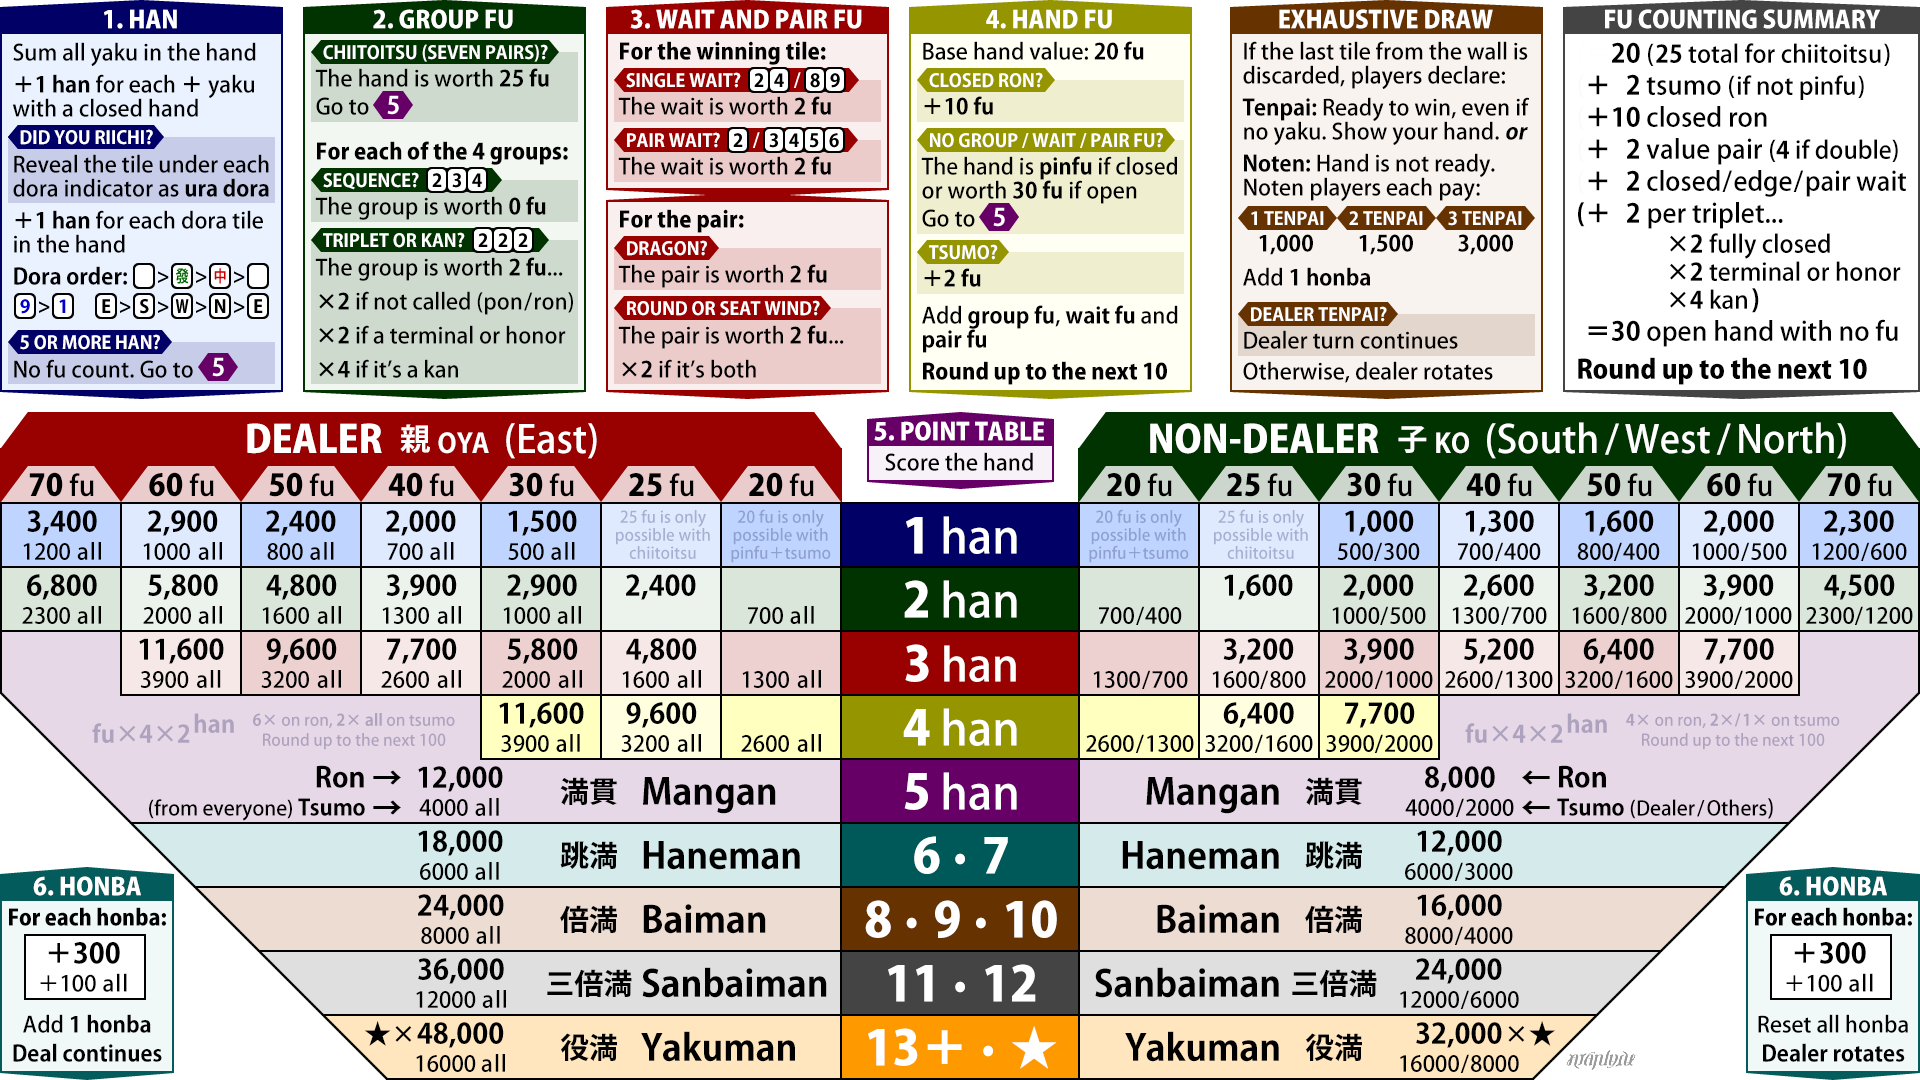 1. HAN
Sum all yaku in the hand
+1 han for each + yaku
with a closed hand
DID YOU RIICHI?
Reveal the tile under each
dora indicator as ura dora
+1 han for each dora tile
in the hand
Dora order: > 發 > 中 >
9 > 1 E > S > W > N > E
5 OR MORE HAN?
No fu count. Go to 5
2. GROUP FU
CHIITOITSU (SEVEN PAIRS)?
The hand is worth 25 fu
Go to 5
For each of the 4 groups:
SEQUENCE? 2 3 4
The group is worth 0 fu
TRIPLET OR KAN? 2 2 2
The group is worth 2 fu...
×2 if not called (pon/ron)
×2 if a terminal or honor
×4 if it's a kan
3. WAIT AND PAIR FU
For the winning tile:
SINGLE WAIT? 2 4 / 8 9
The wait is worth 2 fu
PAIR WAIT? 2 / 3 4 5 6
The wait is worth 2 fu
For the pair:
DRAGON?
The pair is worth 2 fu
ROUND OR SEAT WIND?
The pair is worth 2 fu...
×2 if it's both
4. HAND FU
Base hand value: 20 fu
CLOSED RON?
+10 fu
NO GROUP / WAIT / PAIR FU?
The hand is pinfu if closed
or worth 30 fu if open
Go to 5
TSUMO?
+2 fu
Add group fu, wait fu and
pair fu
Round up to the next 10
EXHAUSTIVE DRAW
If the last tile from the wall is
discarded, players declare:
Tenpai: Ready to win, even if
no yaku. Show your hand. or
Noten: Hand is not ready.
Noten players each pay:
1 TENPAI 2 TENPAI 3 TENPAI
1,000 1,500 3,000
Add 1 honba
DEALER TENPAI?
Dealer turn continues
Otherwise, dealer rotates
FU COUNTING SUMMARY
20 (25 total for chiitoitsu)
+ 2 tsumo (if not pinfu)
+10 closed ron
+ 2 value pair (4 if double)
+ 2 closed/edge/pair wait
(+ 2 per triplet...
×2 fully closed
×2 terminal or honor
×4 kan)
=30 open hand with no fu
Round up to the next 10
DEALER 親 OYA (East)
5. POINT TABLE
Score the hand
NON-DEALER 子 KO (South/West/North)
70 fu 60 fu 50 fu 40 fu 30 fu 25 fu 20 fu 20 fu 25 fu 30 fu 40 fu 50 fu 60 fu 70 fu
3,400 2,900 2,400 2,000 1,500 25 fu is only possible with chiitoitsu 20 fu is only possible with pinfu+tsumo 1 han 20 fu is only possible with pinfu+tsumo 25 fu is only possible with chiitoitsu 1,000 1,300 1,600 2,000 2,300
1200 all 1000 all 800 all 700 all 500 all 500/300 700/400 800/400 1000/500 1200/600
6,800 5,800 4,800 3,900 2,900 2,400 2 han 1,600 2,000 2,600 3,200 3,900 4,500
2300 all 2000 all 1600 all 1300 all 1000 all 700 all 700/400 1000/500 1300/700 1600/800 2000/1000 2300/1200
11,600 9,600 7,700 5,800 4,800 3 han 3,200 3,900 5,200 6,400 7,700
3900 all 3200 all 2600 all 2000 all 1600 all 1300 all 1300/700 1600/800 2000/1000 2600/1300 3200/1600 3900/2000
fu×4×2han 6× on ron, 2× all on tsumo
Round up to the next 100
11,600 9,600 4 han 6,400 7,700
3900 all 3200 all 2600 all 2600/1300 3200/1600 3900/2000
fu×4×2han 4× on ron, 2×/1× on tsumo
Round up to the next 100
Ron → 12,000 満貫 Mangan 5 han Mangan 満貫 8,000 ← Ron
(from everyone) Tsumo → 4000 all 4000/2000 ← Tsumo (Dealer/Others)
18,000 跳満 Haneman 6・7 Haneman 跳満 12,000
6000 all 6000/3000
24,000 倍満 Baiman 8・9・10 Baiman 倍満 16,000
8000 all 8000/4000
36,000 三倍満 Sanbaiman 11・12 Sanbaiman 三倍満 24,000
12000 all 12000/6000
★×48,000 役満 Yakuman 13+・★ Yakuman 役満 32,000×★
16000 all 16000/8000
6. HONBA
For each honba:
+300
+100 all
Add 1 honba
Deal continues
6. HONBA
For each honba:
+300
+100 all
Reset all honba
Dealer rotates